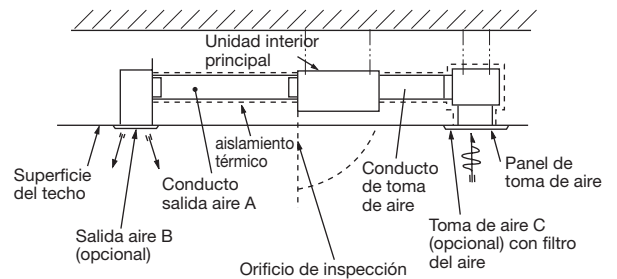 Unidad interior
principal
aislamiento
térmico
Superficie
del techo
Conducto
salida aire A
Conducto
de toma
de aire
Panel de
toma de aire
Salida aire B
(opcional)
Orificio de inspección
Toma de aire C
(opcional) con filtro
del aire